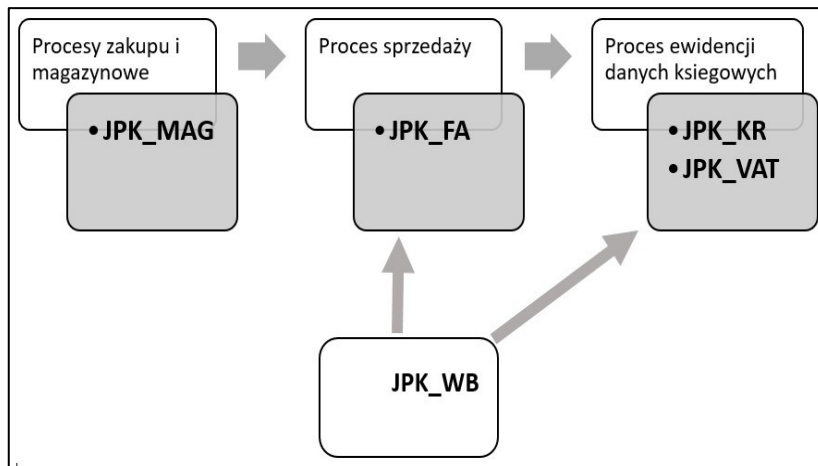 Procesy zakupu i
magazynowe
• JPK_MAG
Proces sprzedaży
• JPK_FA
Proces ewidencji
danych ksiegowych
• JPK_KR
• JPK_VAT
JPK_WB